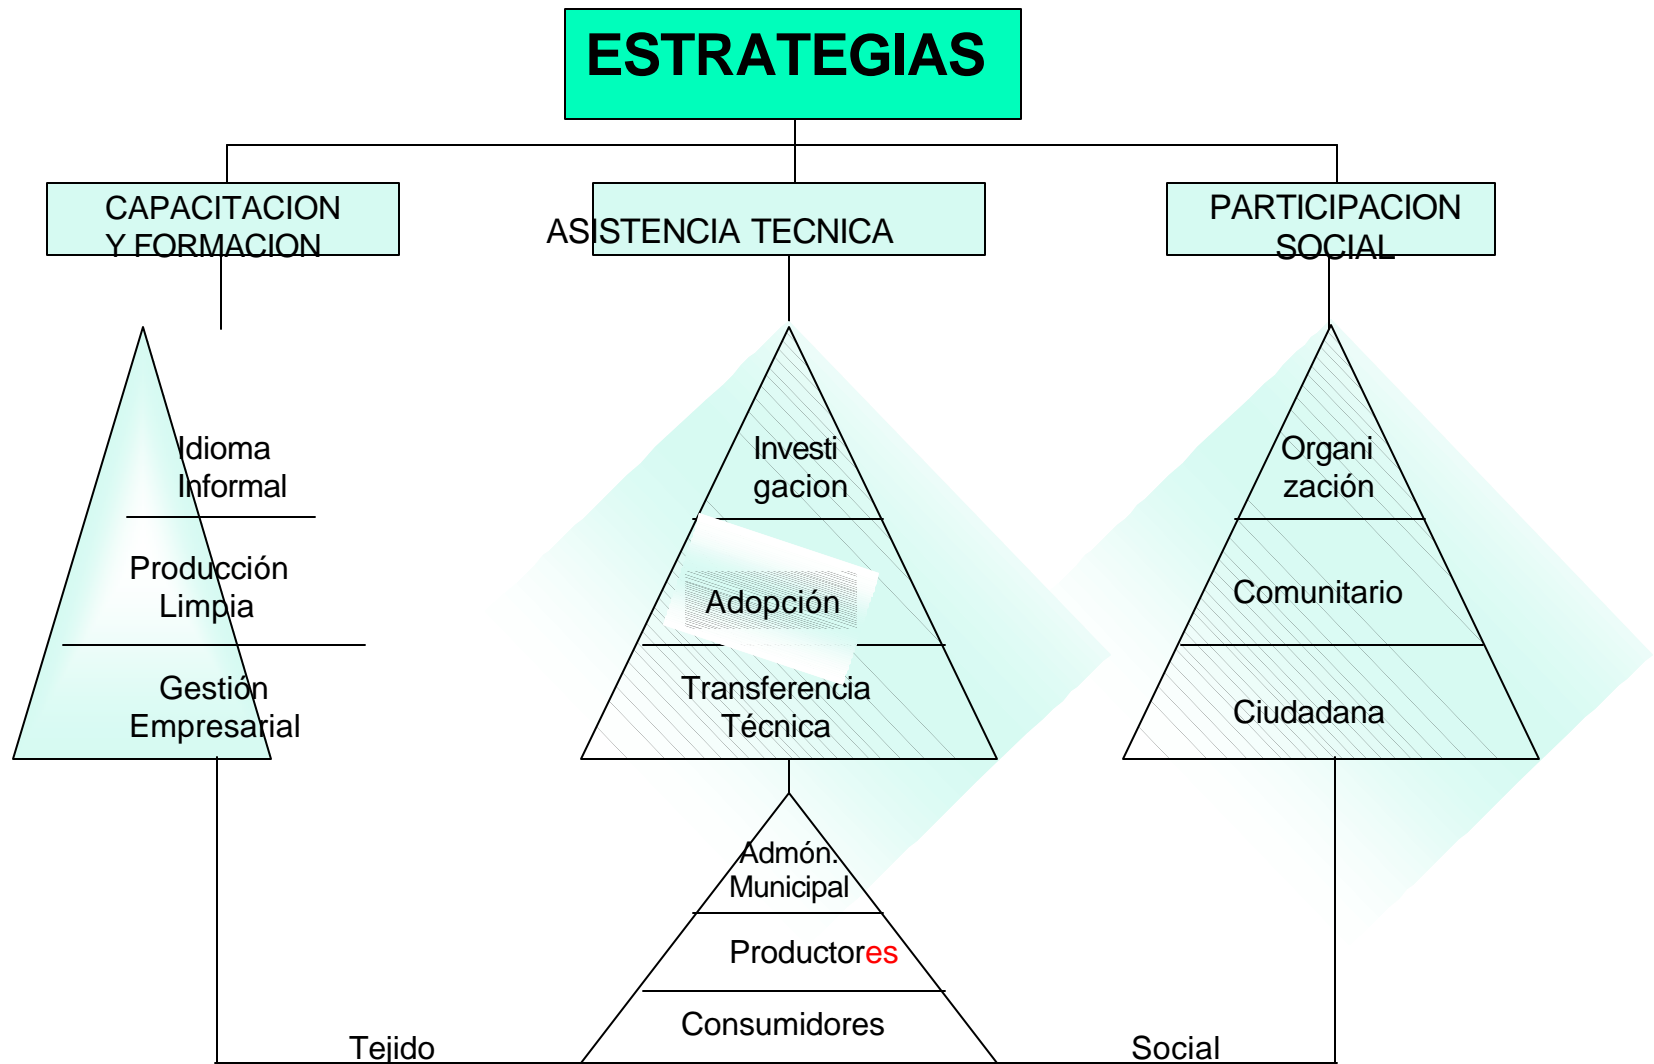 ESTRATEGIAS
CAPACITACION
Y FORMACION
ASISTENCIA TECNICA
PARTICIPACION
SOCIAL
Idioma
Informal
Producción
Limpia
Gestión
Empresarial
Investi
gacion
Adopción
Transferencia
Técnica
Organi
zación
Comunitario
Ciudadana
Admón.
Municipal
Productores
Consumidores
Tejido
Social